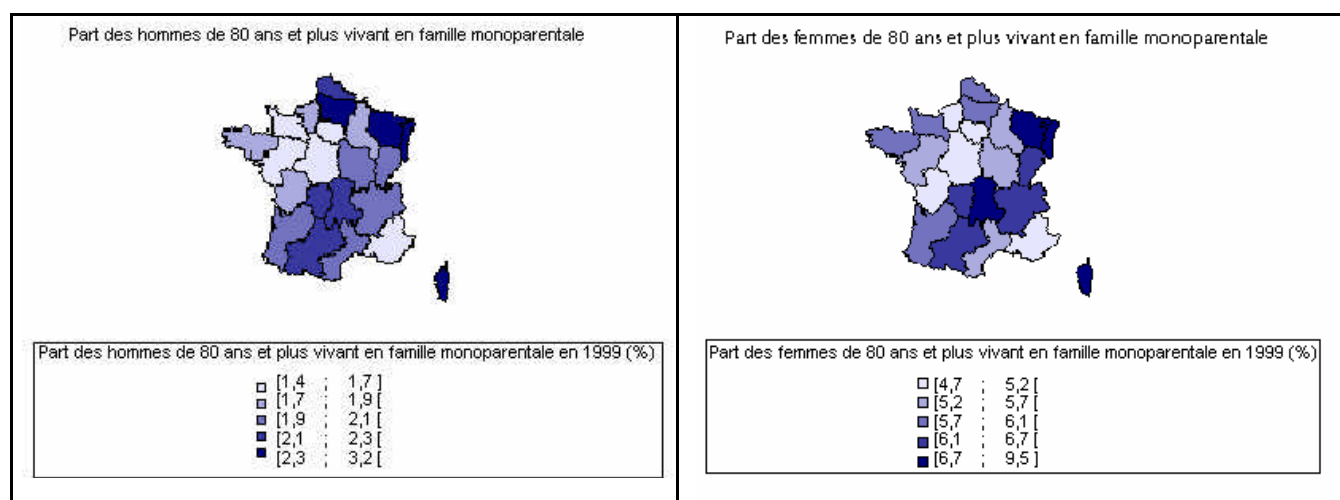 Part des hommes de 80 ans et plus vivant en famille monoparentale
Part des hommes de 80 ans et plus vivant en famille monoparentale en 1999 (%)
[1,4 ; 1,7 ]
[1,7 ; 1,9 [
[1,9 ; 2,1 [
[2,1 ; 2,3 [
[2,3 ; 3,2 [
Part des femmes de 80 ans et plus vivant en famille monoparentale
Part des femmes de 80 ans et plus vivant en famille monoparentale en 1999 (%)
[4,7 ; 5,2 [
[5,2 ; 5,7 [
[5,7 ; 6,1 [
[6,1 ; 6,7 [
[6,7 ; 9,5 ]